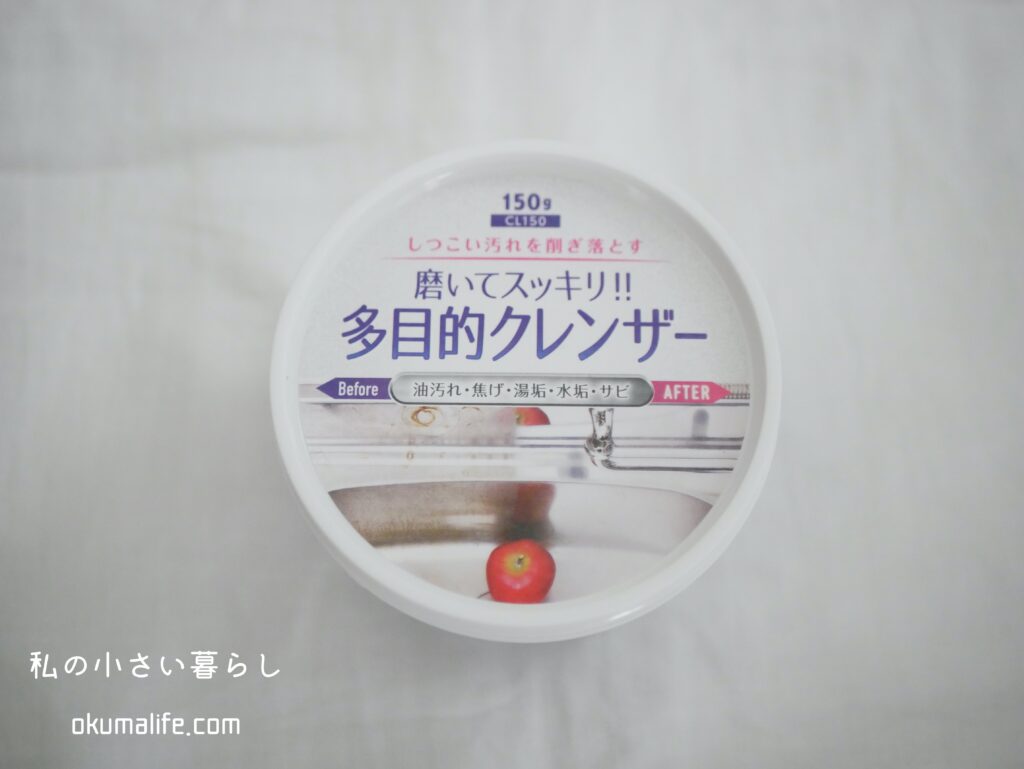 150g
CL150
しつこい汚れを削ぎ落とす
磨いてスッキリ!!
多目的クレンザー
Before 油汚れ・焦げ・湯垢・水垢・サビ AFTER
私の小さい暮らし
okumalife.com